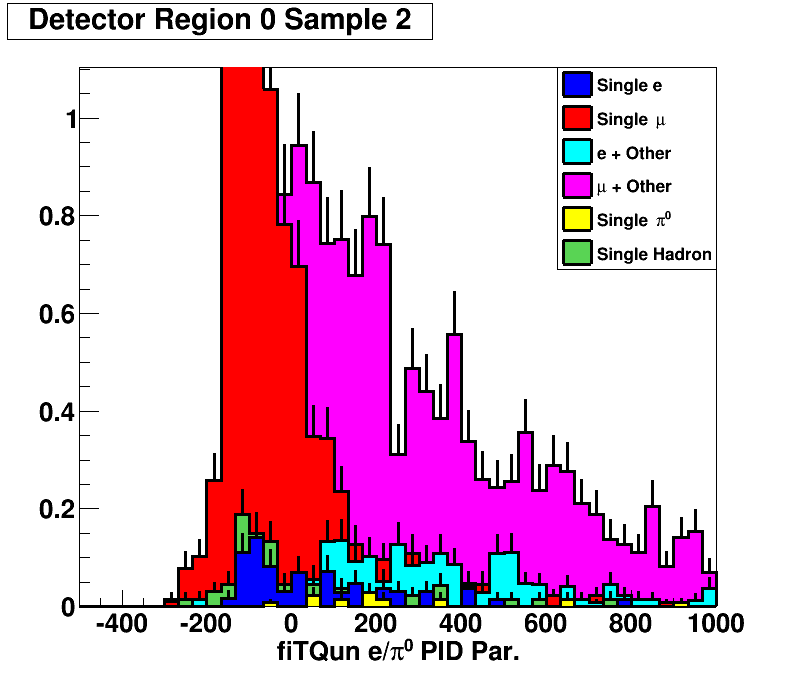 Detector Region 0 Sample 2
Single e
Single μ
e + Other
μ + Other
Single π⁰
Single Hadron
1
0.8
0.6
0.4
0.2
0
-400 -200 0 200 400 600 800 1000
fiTQun e/π⁰ PID Par.